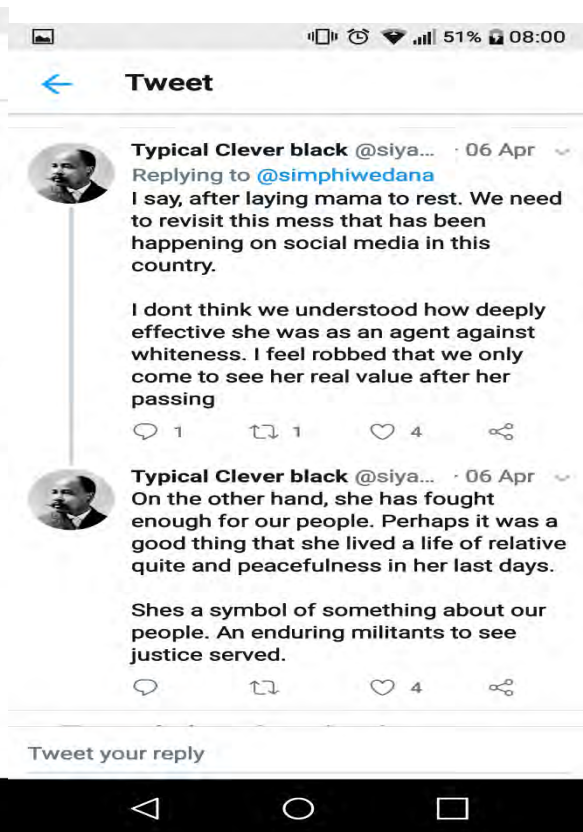 51% 08:00
Tweet
Typical Clever black @siya... · 06 Apr
Replying to @simphiwedana
I say, after laying mama to rest. We need
to revisit this mess that has been
happening on social media in this
country.
I dont think we understood how deeply
effective she was as an agent against
whiteness. I feel robbed that we only
come to see her real value after her
passing
1 1 4
Typical Clever black @siya... · 06 Apr
On the other hand, she has fought
enough for our people. Perhaps it was a
good thing that she lived a life of relative
quite and peacefulness in her last days.
Shes a symbol of something about our
people. An enduring militants to see
justice served.
4
Tweet your reply